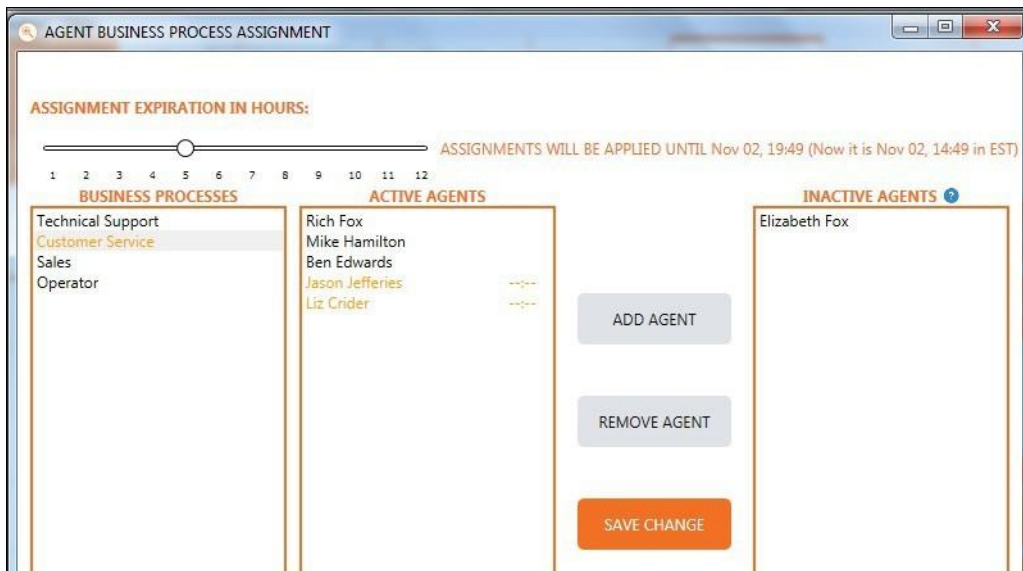 AGENT BUSINESS PROCESS ASSIGNMENT
ASSIGNMENT EXPIRATION IN HOURS:
ASSIGNMENTS WILL BE APPLIED UNTIL Nov 02, 19:49 (Now it is Nov 02, 14:49 in EST)
1 2 3 4 5 6 7 8 9 10 11 12
BUSINESS PROCESSES
Technical Support
Customer Service
Sales
Operator
ACTIVE AGENTS
Rich Fox
Mike Hamilton
Ben Edwards
Jason Jefferies --:--
Liz Crider --:--
ADD AGENT
REMOVE AGENT
SAVE CHANGE
INACTIVE AGENTS ?
Elizabeth Fox